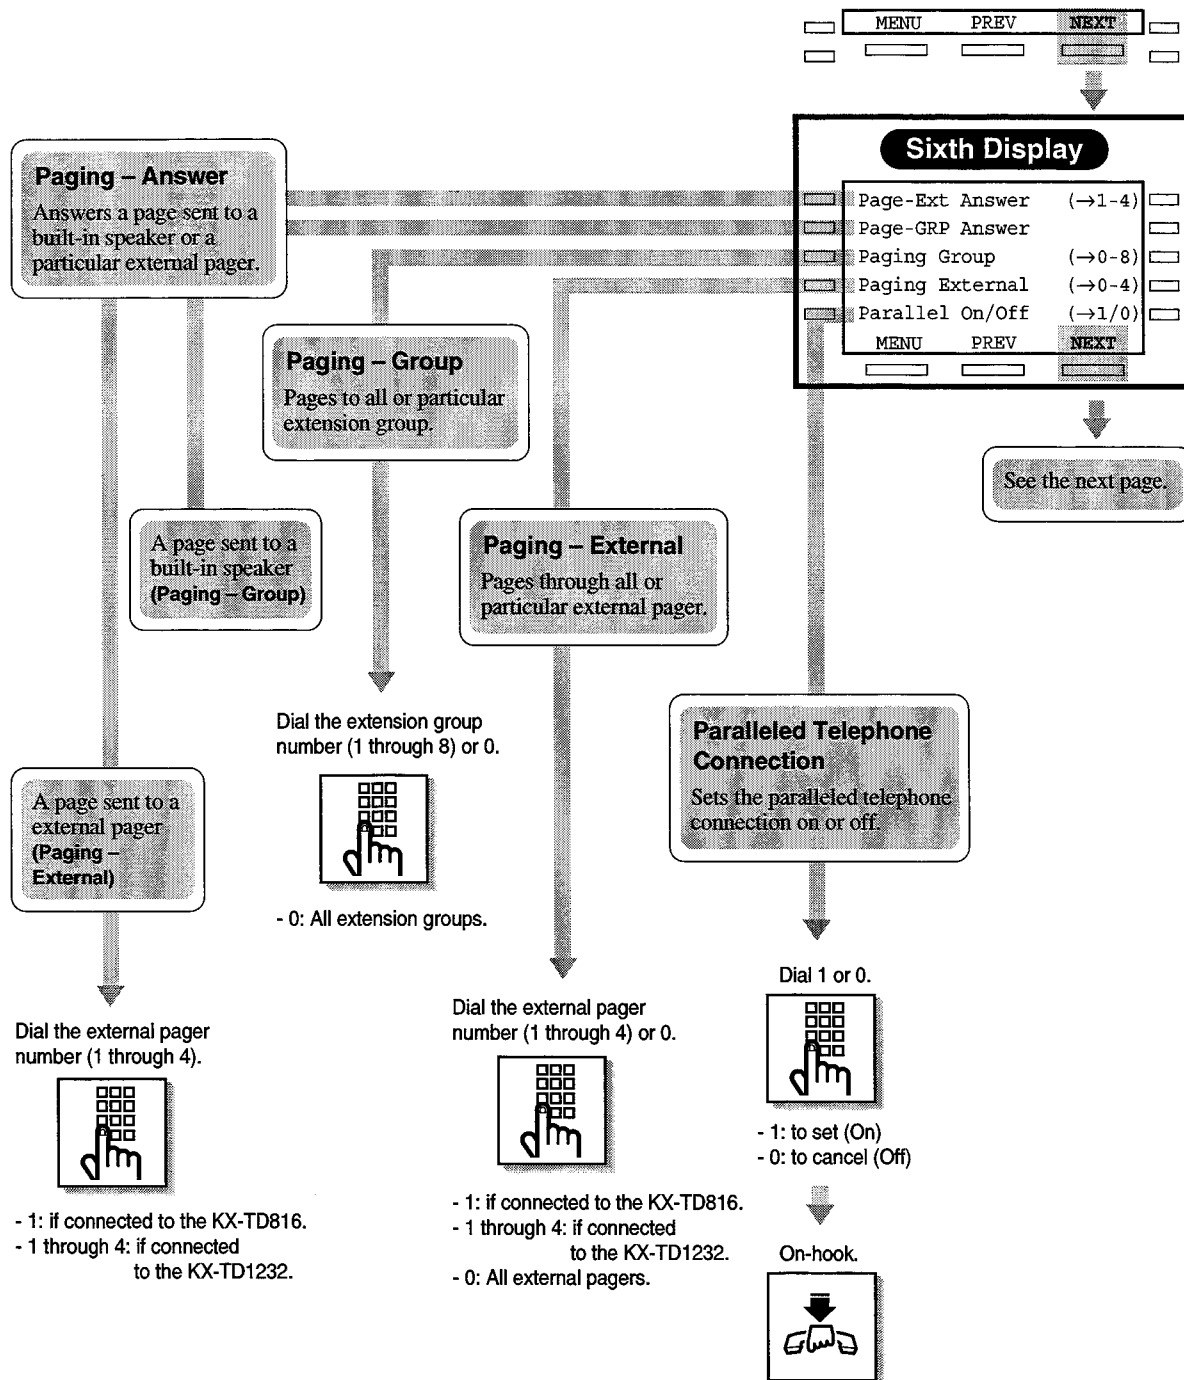 MENU PREV NEXT
Sixth Display
Page-Ext Answer (→1-4)
Page-GRP Answer
Paging Group (→0-8)
Paging External (→0-4)
Parallel On/Off (→1/0)
MENU PREV NEXT
See the next page.
Paging – Answer
Answers a page sent to a
built-in speaker or a
particular external pager.
Paging – Group
Pages to all or particular
extension group.
A page sent to a
built-in speaker
(Paging – Group)
Paging – External
Pages through all or
particular external pager.
Dial the extension group
number (1 through 8) or 0.
- 0: All extension groups.
Paralleled Telephone
Connection
Sets the paralleled telephone
connection on or off.
A page sent to a
external pager
(Paging –
External)
Dial the external pager
number (1 through 4).
- 1: if connected to the KX-TD816.
- 1 through 4: if connected
to the KX-TD1232.
Dial the external pager
number (1 through 4) or 0.
- 1: if connected to the KX-TD816.
- 1 through 4: if connected
to the KX-TD1232.
- 0: All external pagers.
Dial 1 or 0.
- 1: to set (On)
- 0: to cancel (Off)
On-hook.